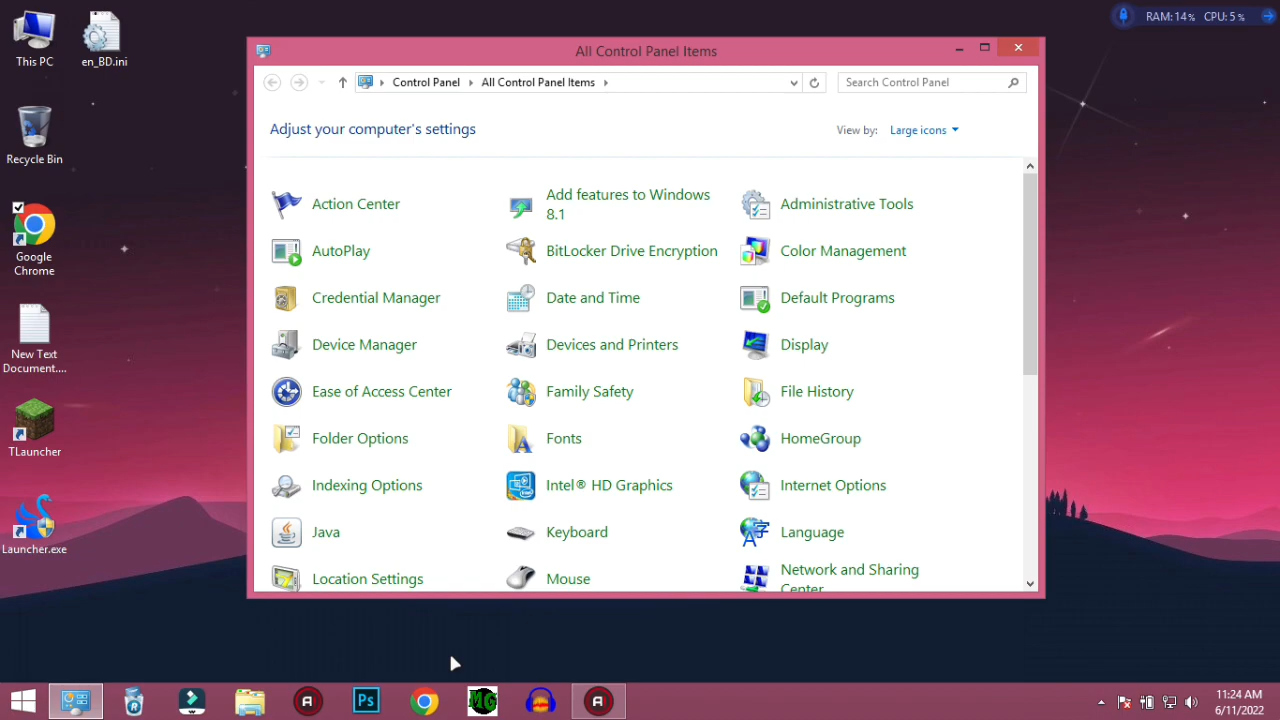 RAM: 14% CPU: 5%
This PC
en_BD.ini
Recycle Bin
Google
Chrome
New Text
Document....
TLauncher
Launcher.exe
All Control Panel Items
Control Panel
All Control Panel Items
Search Control Panel
Adjust your computer's settings
View by:
Large icons
Action Center
Add features to Windows
8.1
Administrative Tools
AutoPlay
BitLocker Drive Encryption
Color Management
Credential Manager
Date and Time
Default Programs
Device Manager
Devices and Printers
Display
Ease of Access Center
Family Safety
File History
Folder Options
Fonts
HomeGroup
Indexing Options
Intel® HD Graphics
Internet Options
Java
Keyboard
Language
Location Settings
Mouse
Network and Sharing
Center
Ps
MG
11:24 AM
6/11/2022